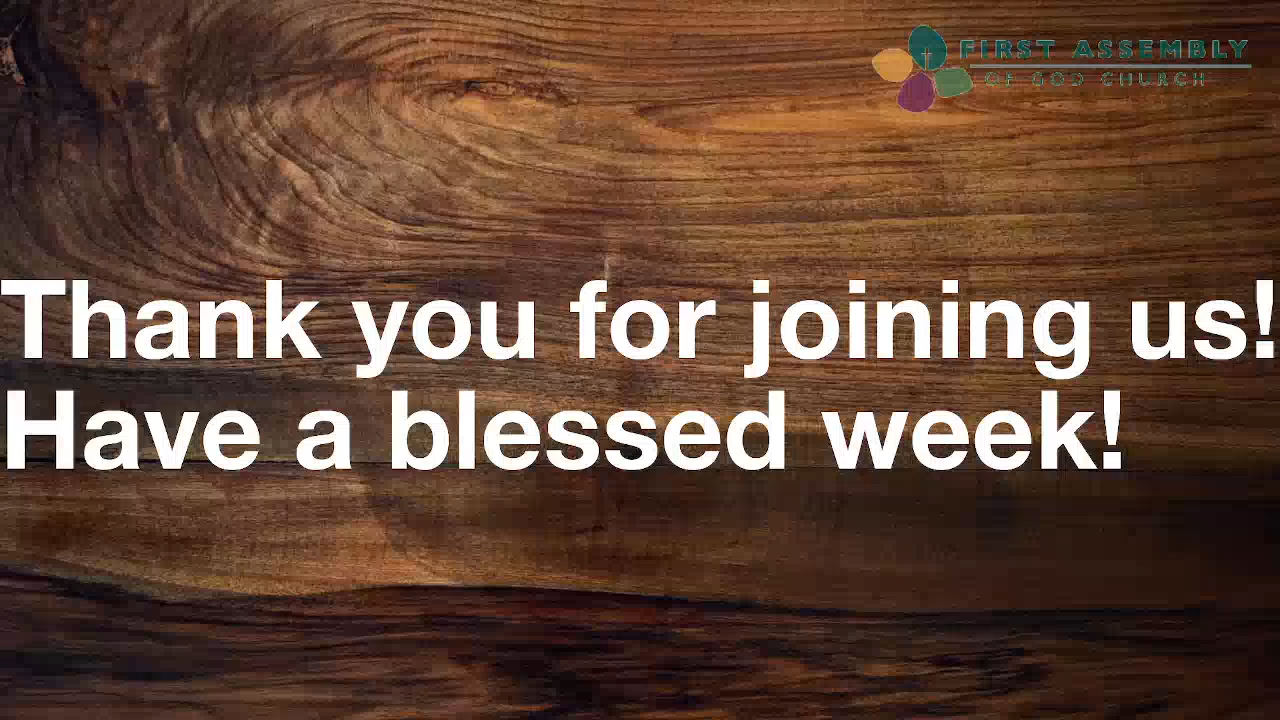 FIRST ASSEMBLY
OF GOD CHURCH
Thank you for joining us!
Have a blessed week!